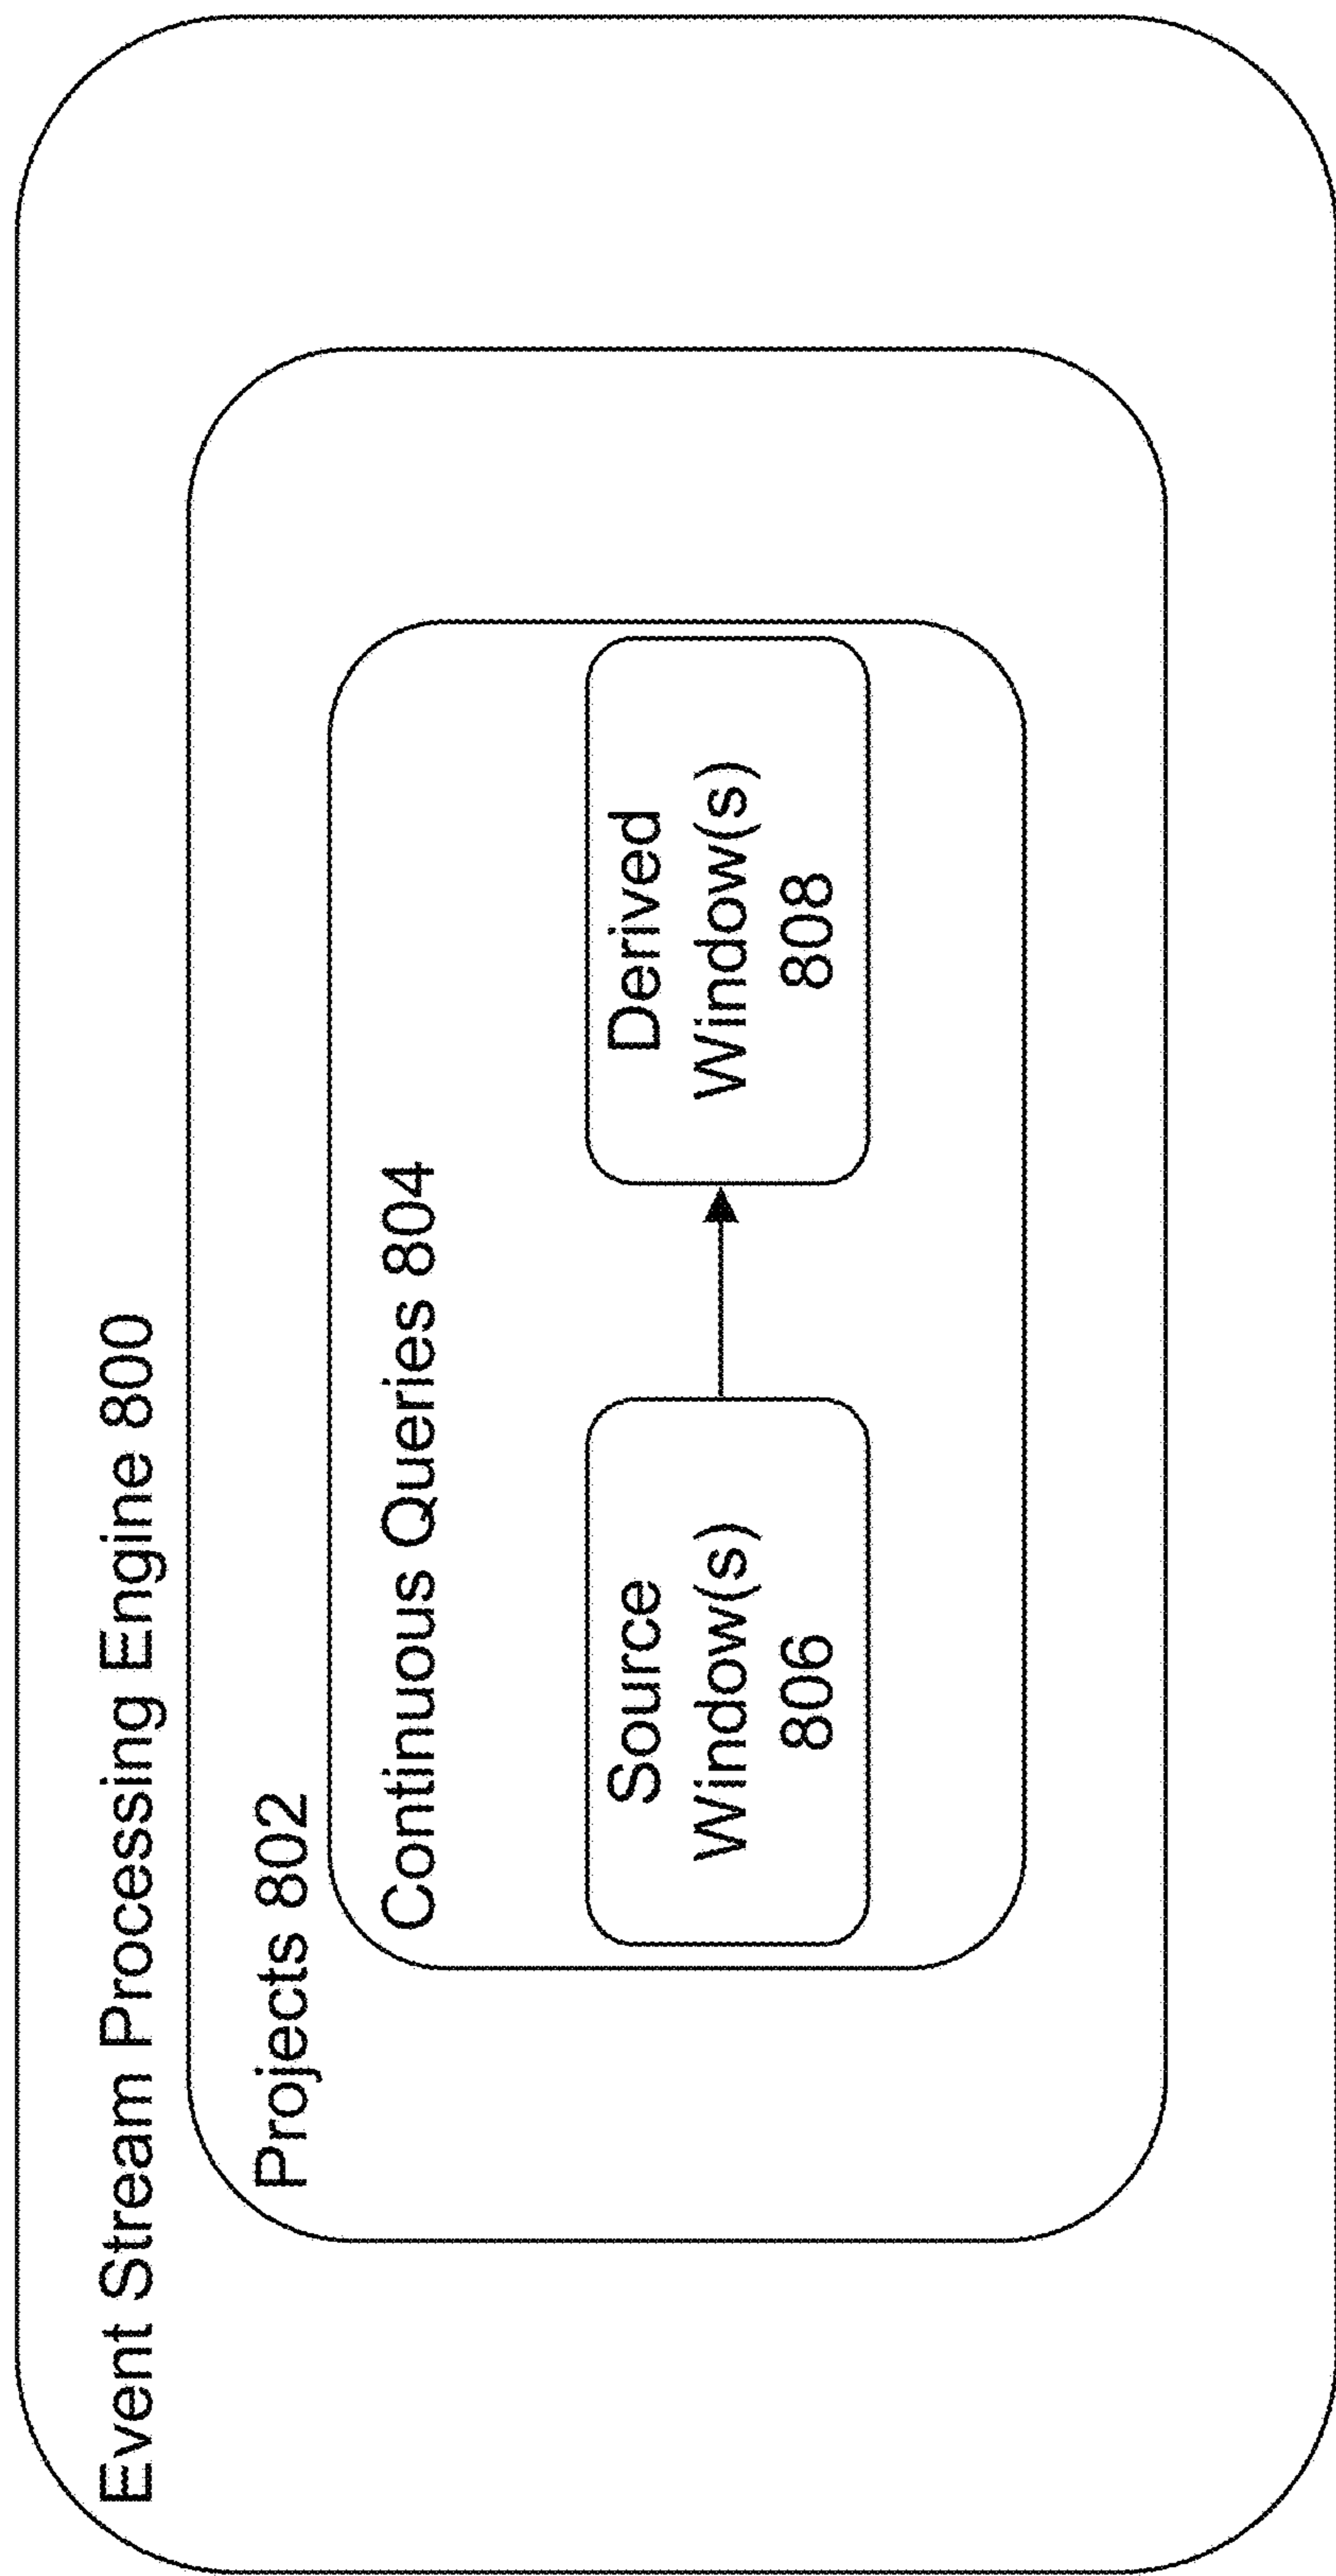 Event Stream Processing Engine 800
Projects 802
Continuous Queries 804
Source
Window(s)
806
Derived
Window(s)
808